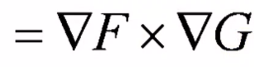 = ∇F × ∇G